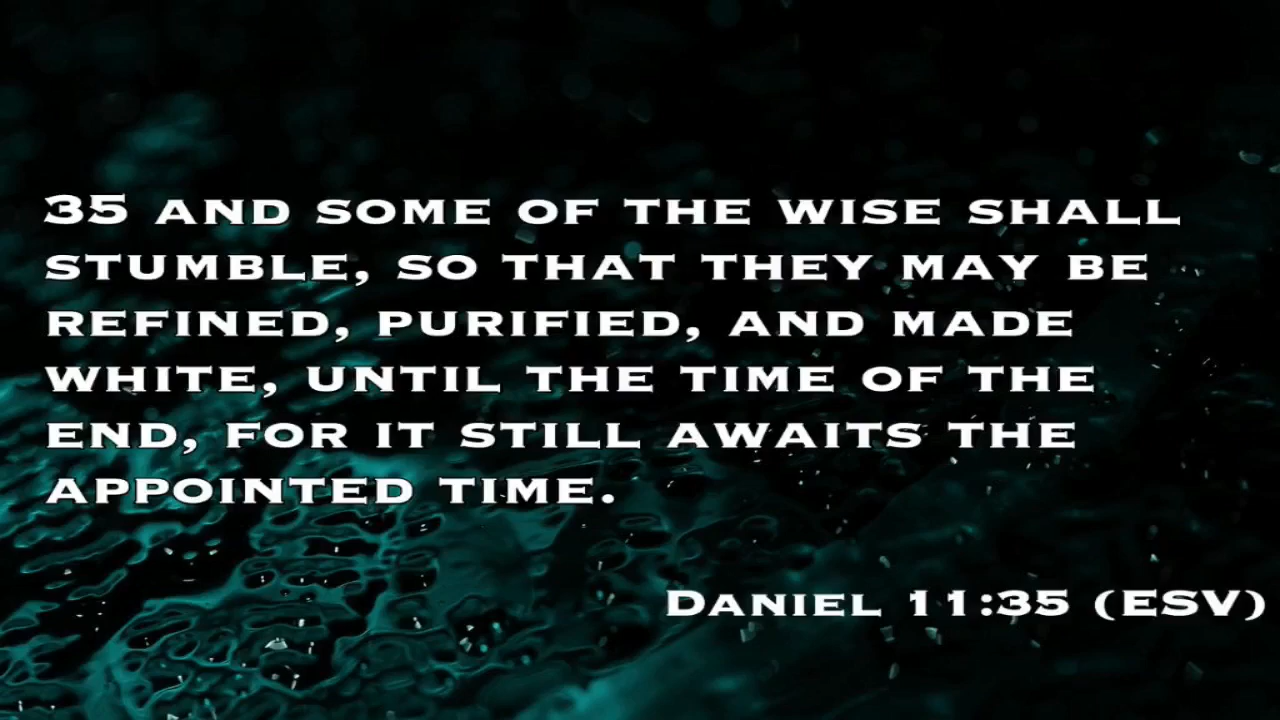 35 AND SOME OF THE WISE SHALL
STUMBLE, SO THAT THEY MAY BE
REFINED, PURIFIED, AND MADE
WHITE, UNTIL THE TIME OF THE
END, FOR IT STILL AWAITS THE
APPOINTED TIME.
DANIEL 11:35 (ESV)